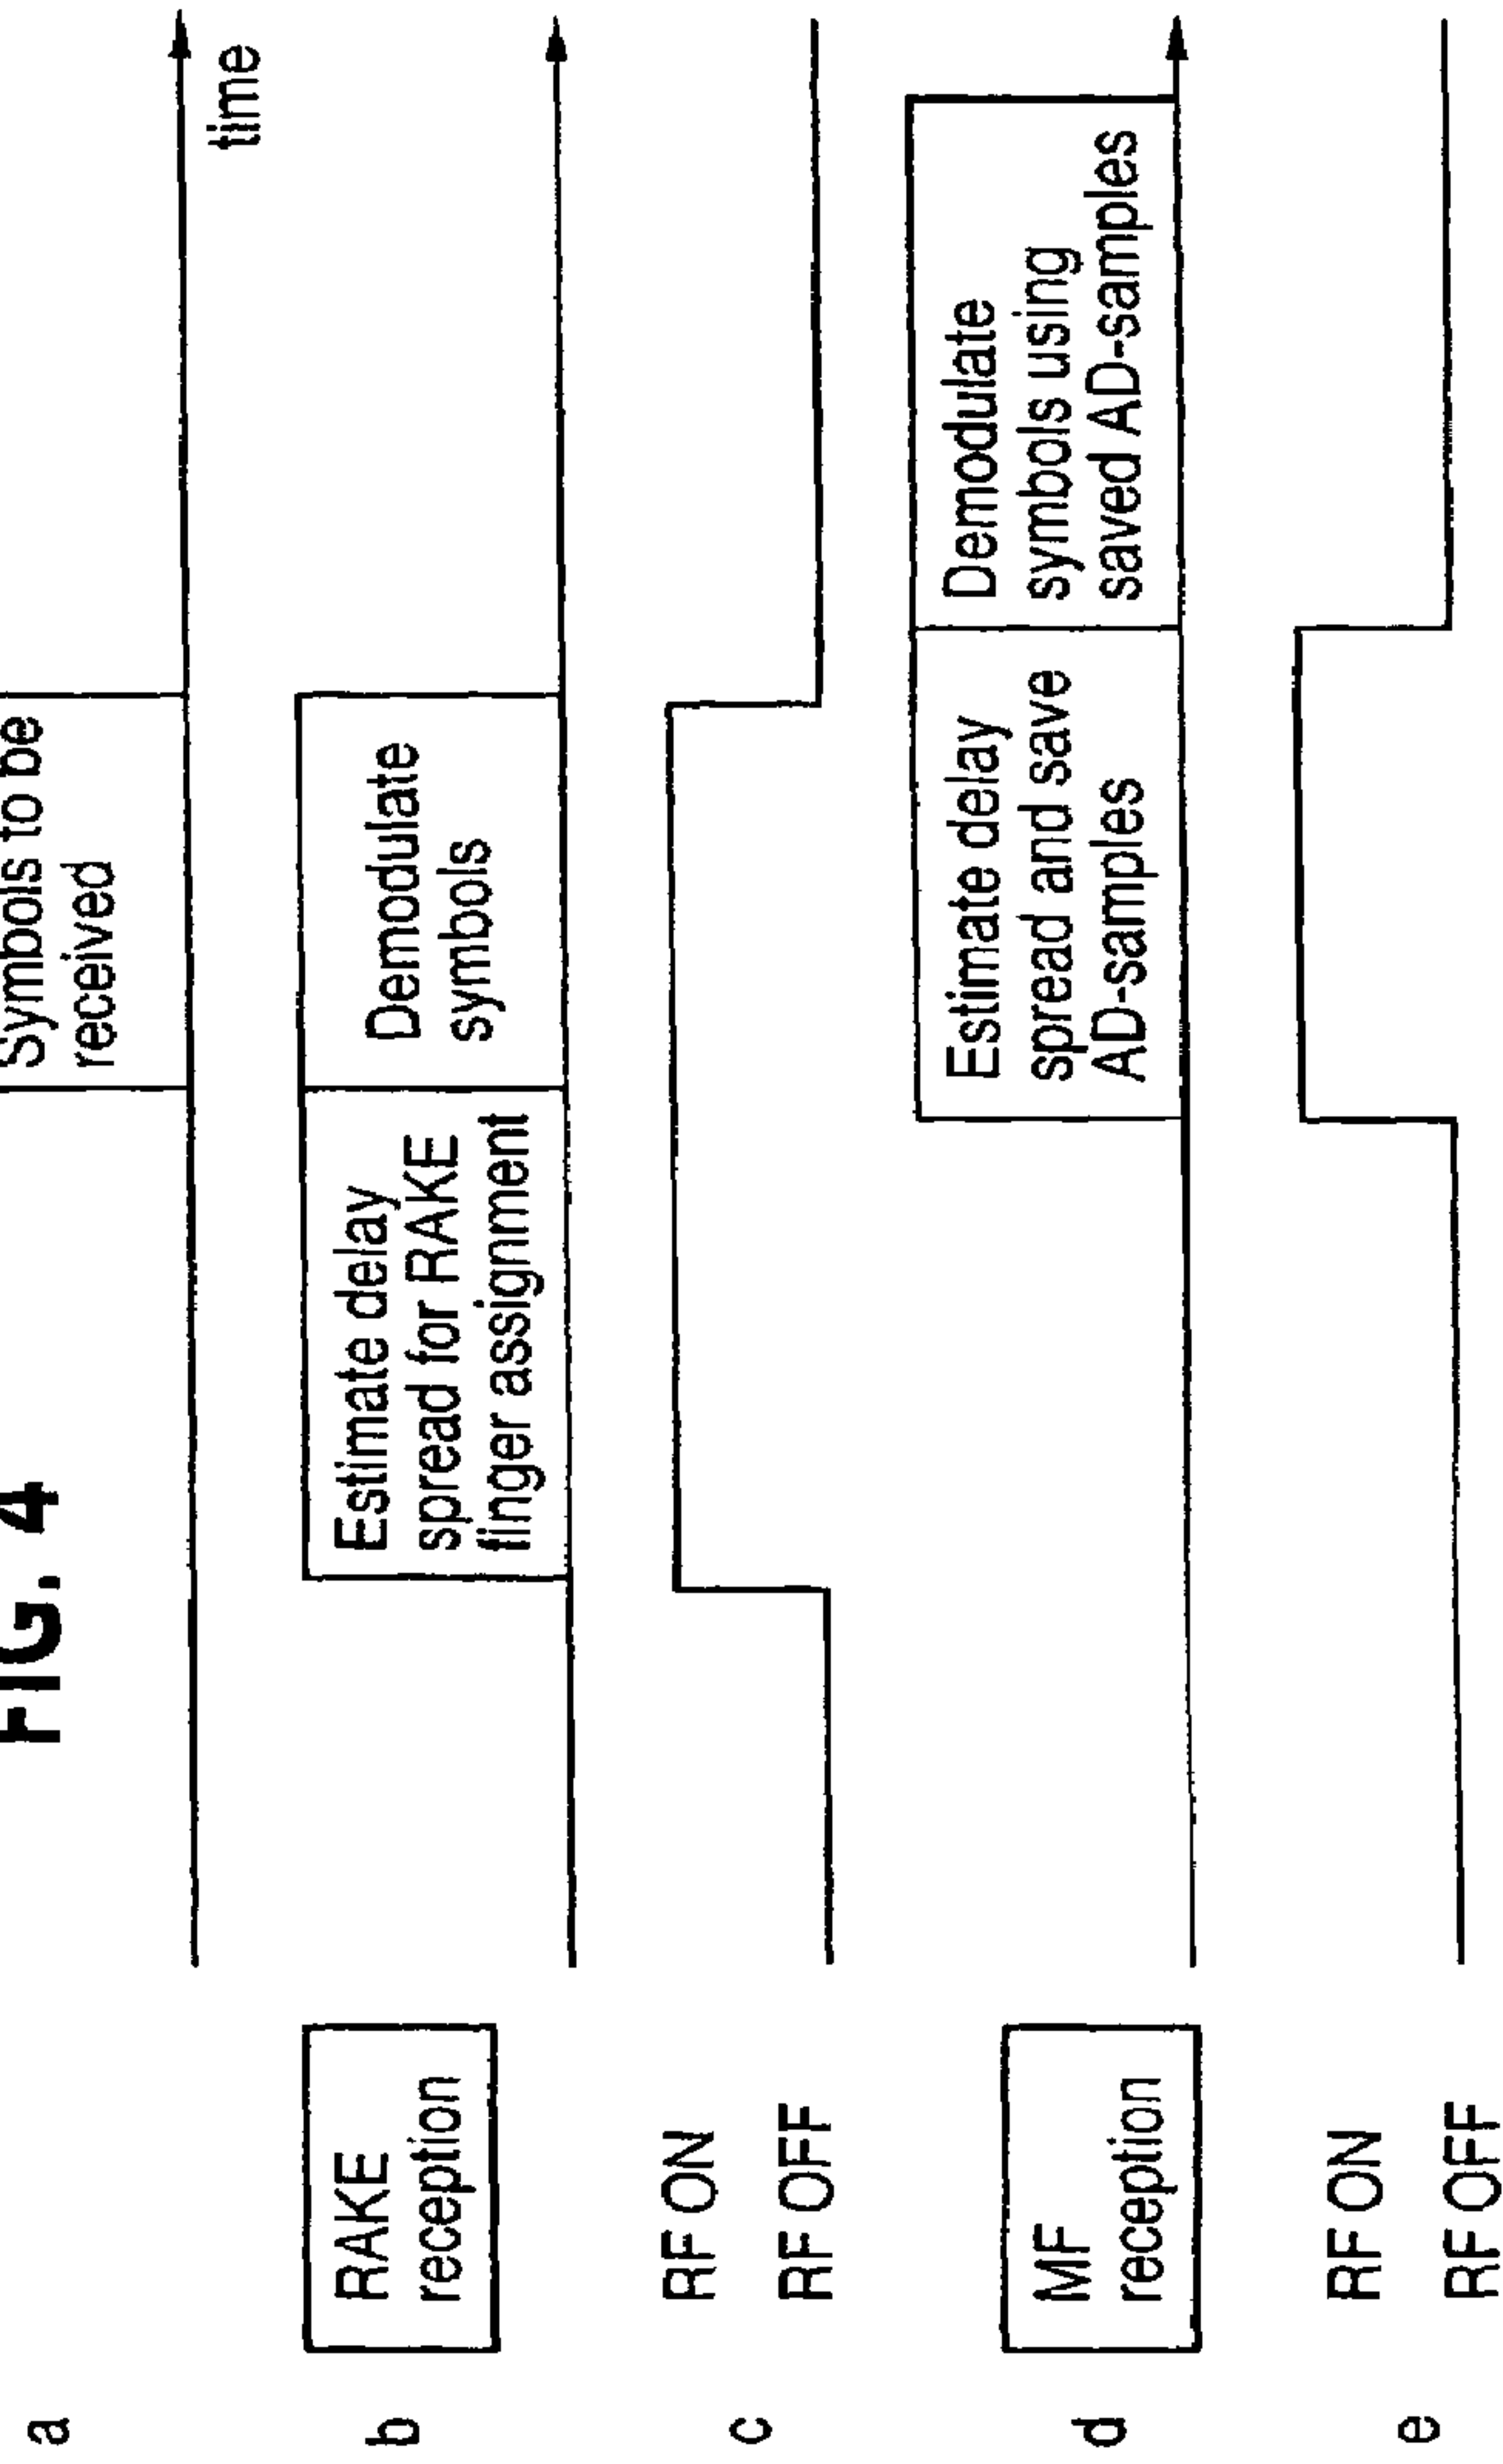 FIG. 4
a
Symbols to be
received
time
b
RAKE
reception
Estimate delay
spread for RAKE
finger assignment
Demodulate
symbols
c
RF ON
RF OFF
d
MF
reception
Estimate delay
spread and save
AD-samples
Demodulate
symbols using
saved AD-samples
e
RF ON
RF OFF